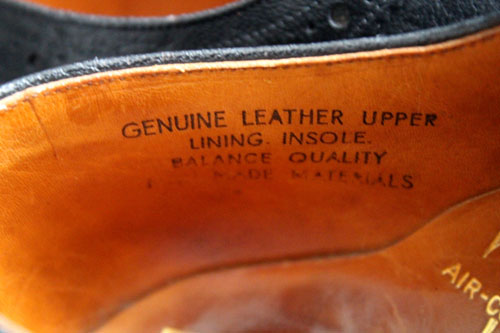 GENUINE LEATHER UPPER
LINING. INSOLE.
BALANCE QUALITY
MADE MATERIALS
AIR-C